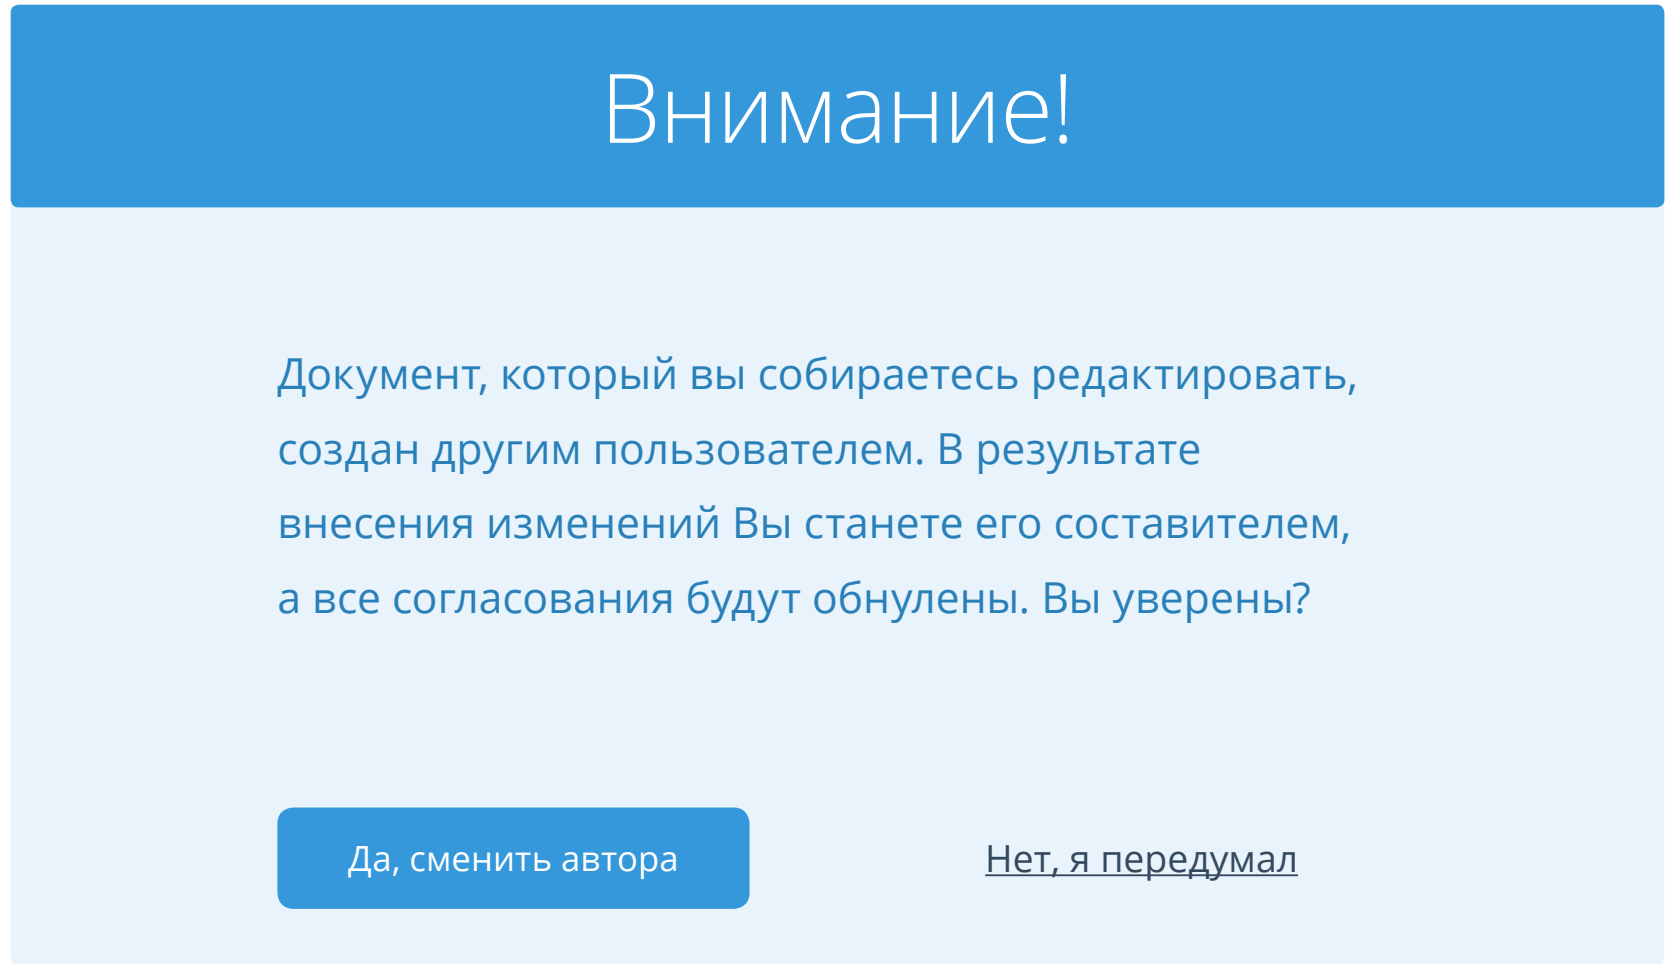 Внимание!
Документ, который вы собираетесь редактировать,
создан другим пользователем. В результате
внесения изменений Вы станете его составителем,
а все согласования будут обнулены. Вы уверены?
Да, сменить автора
Нет, я передумал